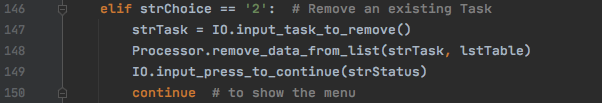 146 elif strChoice == '2':  # Remove an existing Task
147 strTask = IO.input_task_to_remove()
148 Processor.remove_data_from_list(strTask, lstTable)
149 IO.input_press_to_continue(strStatus)
150 continue  # to show the menu